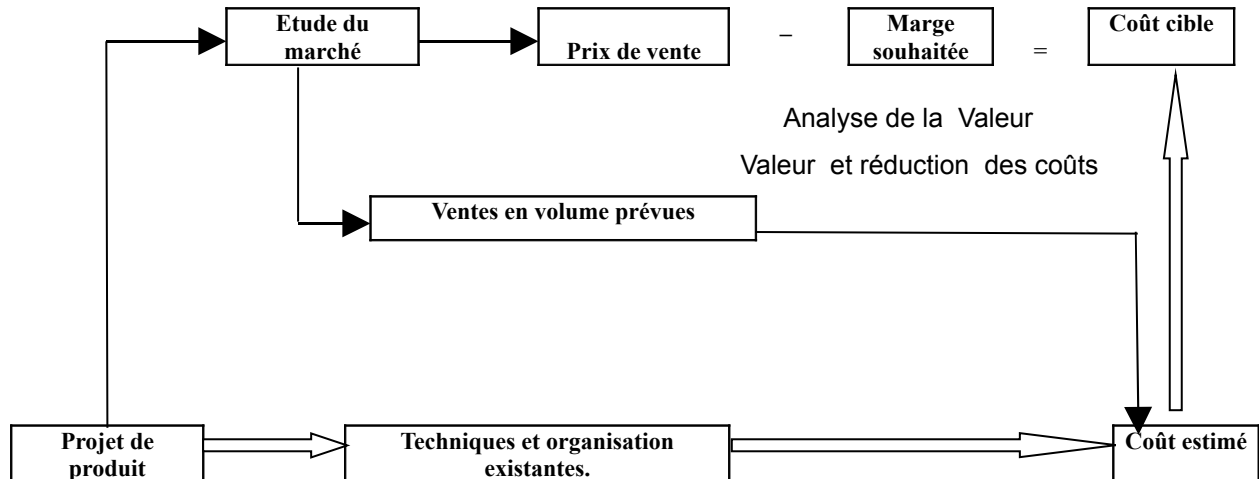 Etude du
marché
Prix de vente
–
Marge
souhaitée
=
Coût cible
Analyse de la Valeur
Valeur et réduction des coûts
Ventes en volume prévues
Projet de
produit
Techniques et organisation
existantes.
Coût estimé